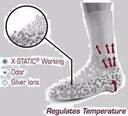 X-STATIC® Working
Odor
Silver Ions
Regulates Temperature